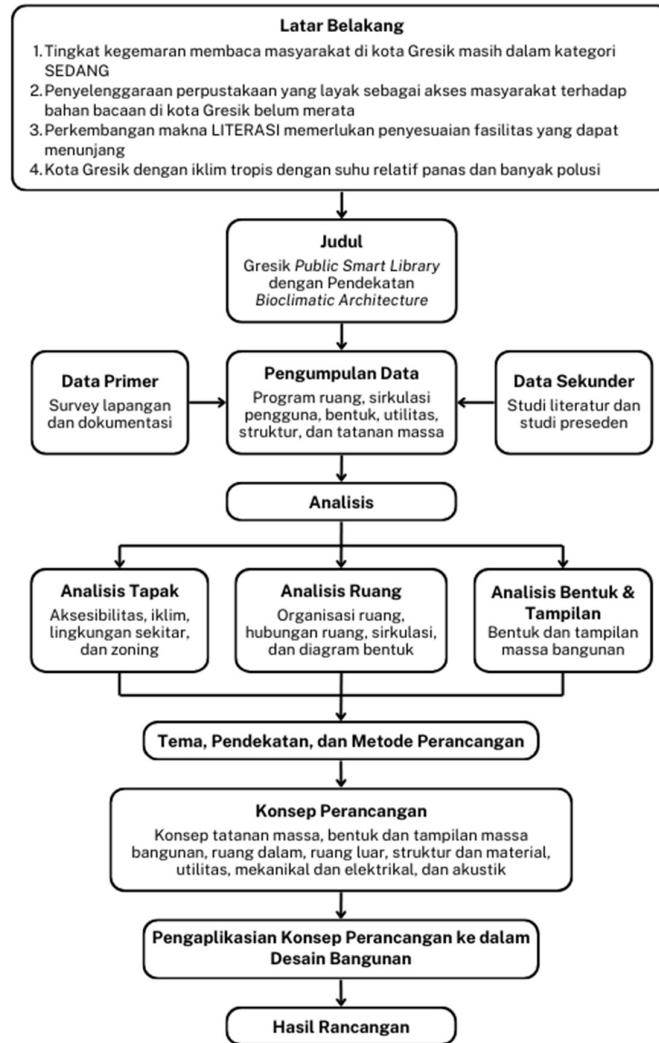 Latar Belakang
1. Tingkat kegemaran membaca masyarakat di kota Gresik masih dalam kategori
SEDANG
2. Penyelenggaraan perpustakaan yang layak sebagai akses masyarakat terhadap
bahan bacaan di kota Gresik belum merata
3. Perkembangan makna LITERASI memerlukan penyesuaian fasilitas yang dapat
menunjang
4. Kota Gresik dengan iklim tropis dengan suhu relatif panas dan banyak polusi
Judul
Gresik Public Smart Library
dengan Pendekatan
Bioclimatic Architecture
Data Primer
Survey lapangan
dan dokumentasi
Pengumpulan Data
Program ruang, sirkulasi
pengguna, bentuk, utilitas,
struktur, dan tatanan massa
Data Sekunder
Studi literatur dan
studi preseden
Analisis
Analisis Tapak
Aksesibilitas, iklim,
lingkungan sekitar,
dan zoning
Analisis Ruang
Organisasi ruang,
hubungan ruang, sirkulasi,
dan diagram bentuk
Analisis Bentuk &
Tampilan
Bentuk dan tampilan
massa bangunan
Tema, Pendekatan, dan Metode Perancangan
Konsep Perancangan
Konsep tatanan massa, bentuk dan tampilan massa
bangunan, ruang dalam, ruang luar, struktur dan material,
utilitas, mekanikal dan elektrikal, dan akustik
Pengaplikasian Konsep Perancangan ke dalam
Desain Bangunan
Hasil Rancangan